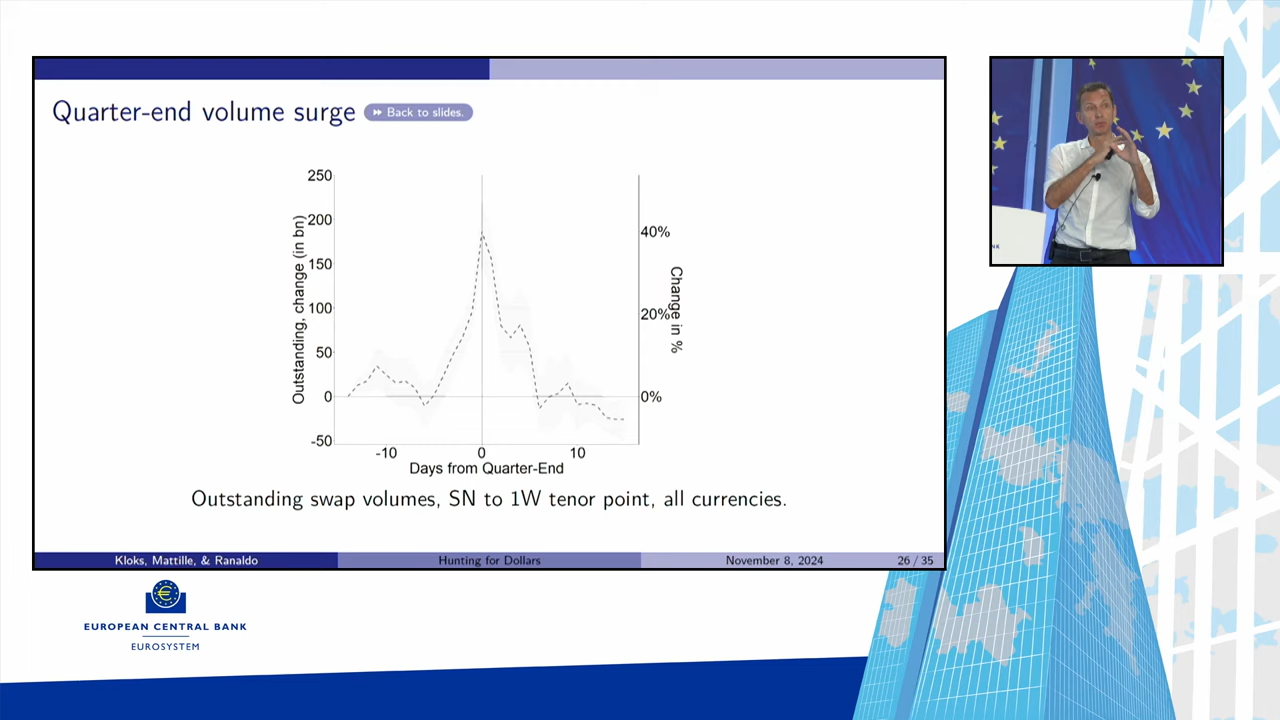 Quarter-end volume surge
Back to slides.
250
200
150
100
50
0
-50
Outstanding, change (in bn)
40%
20%
0%
Change in %
-10
0
10
Days from Quarter-End
Outstanding swap volumes, SN to 1W tenor point, all currencies.
Kloks, Mattille, & Ranaldo
Hunting for Dollars
November 8, 2024
26 / 35
EUROPEAN CENTRAL BANK
EUROSYSTEM